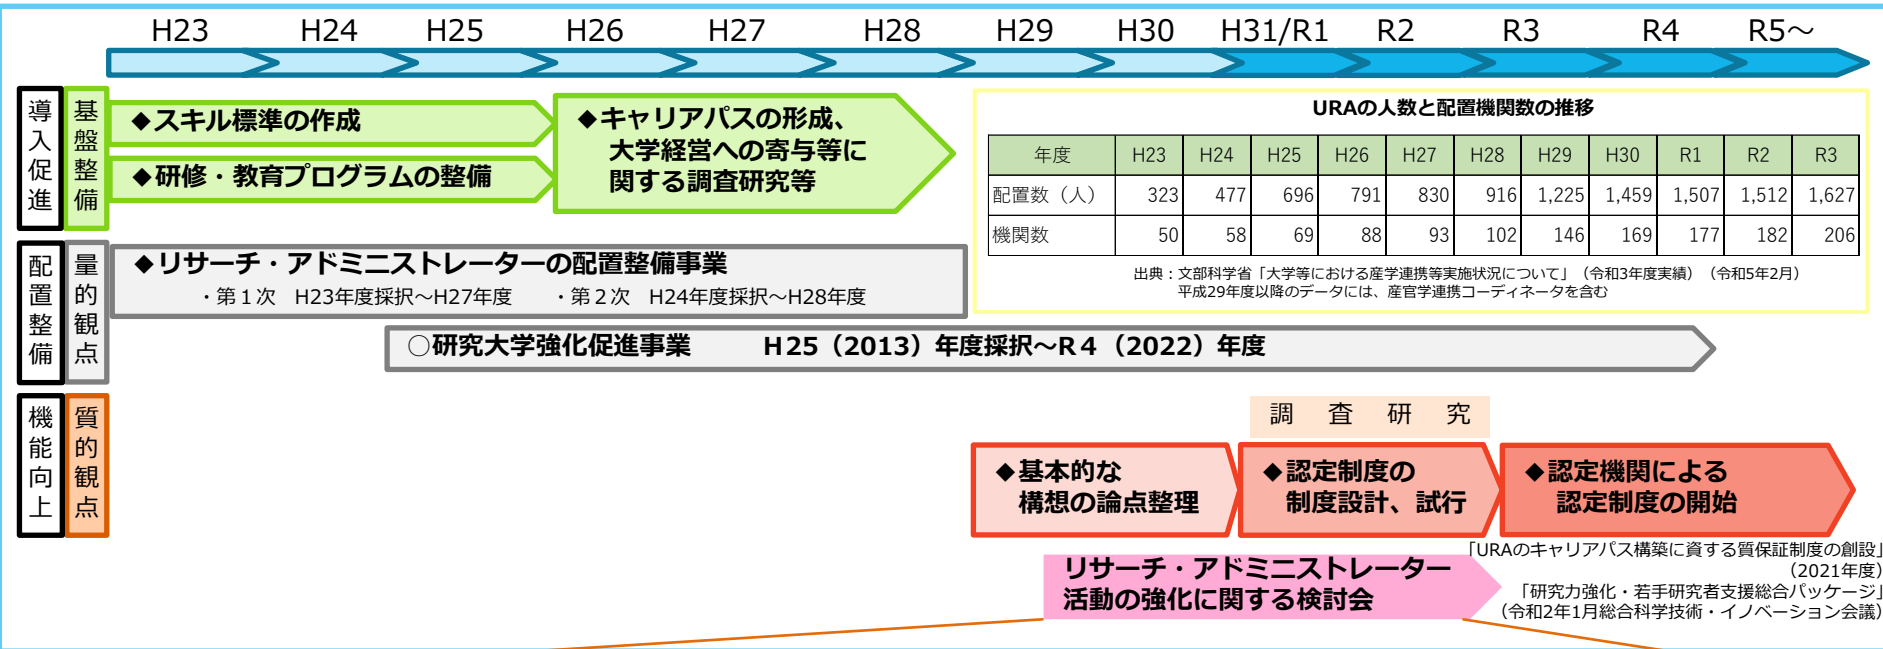 H23 H24 H25 H26 H27 H28 H29 H30 H31/R1 R2 R3 R4 R5～
導入促進
基盤整備
◆スキル標準の作成
◆研修・教育プログラムの整備
◆キャリアパスの形成、
大学経営への寄与等に
関する調査研究等
URAの人数と配置機関数の推移
年度 H23 H24 H25 H26 H27 H28 H29 H30 R1 R2 R3
配置数（人） 323 477 696 791 830 916 1,225 1,459 1,507 1,512 1,627
機関数 50 58 69 88 93 102 146 169 177 182 206
出典：文部科学省「大学等における産学連携等実施状況について」（令和3年度実績）（令和5年2月）
平成29年度以降のデータには、産官学連携コーディネータを含む
配置整備
量的観点
◆リサーチ・アドミニストレーターの配置整備事業
・第１次 H23年度採択～H27年度 ・第２次 H24年度採択～H28年度
○研究大学強化促進事業 H25（2013）年度採択～R４（2022）年度
機能向上
質的観点
調査研究
◆基本的な
構想の論点整理
◆認定制度の
制度設計、試行
◆認定機関による
認定制度の開始
リサーチ・アドミニストレーター
活動の強化に関する検討会
「URAのキャリアパス構築に資する質保証制度の創設」
（2021年度）
「研究力強化・若手研究者支援総合パッケージ」
（令和2年1月総合科学技術・イノベーション会議）